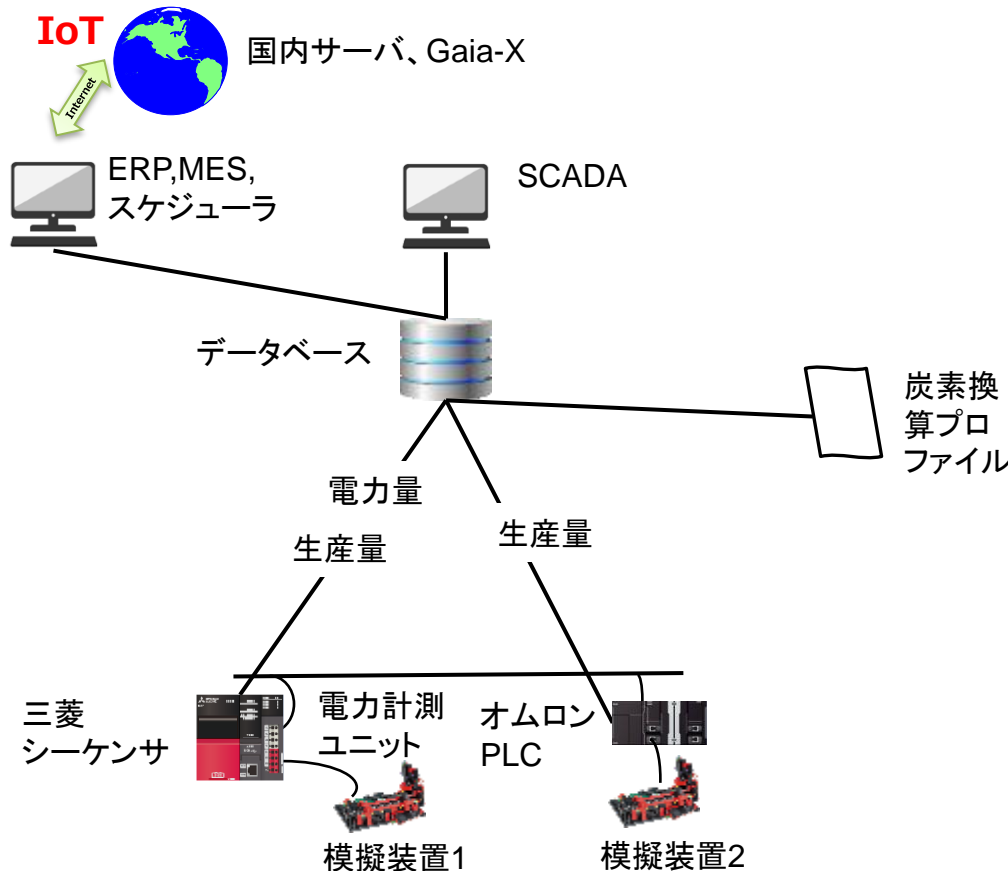 IoT
Internet
国内サーバ、Gaia-X
ERP,MES,
スケジューラ
SCADA
データベース
炭素換
算プロ
ファイル
電力量
生産量
生産量
三菱
シーケンサ
電力計測
ユニット
オムロン
PLC
模擬装置1
模擬装置2